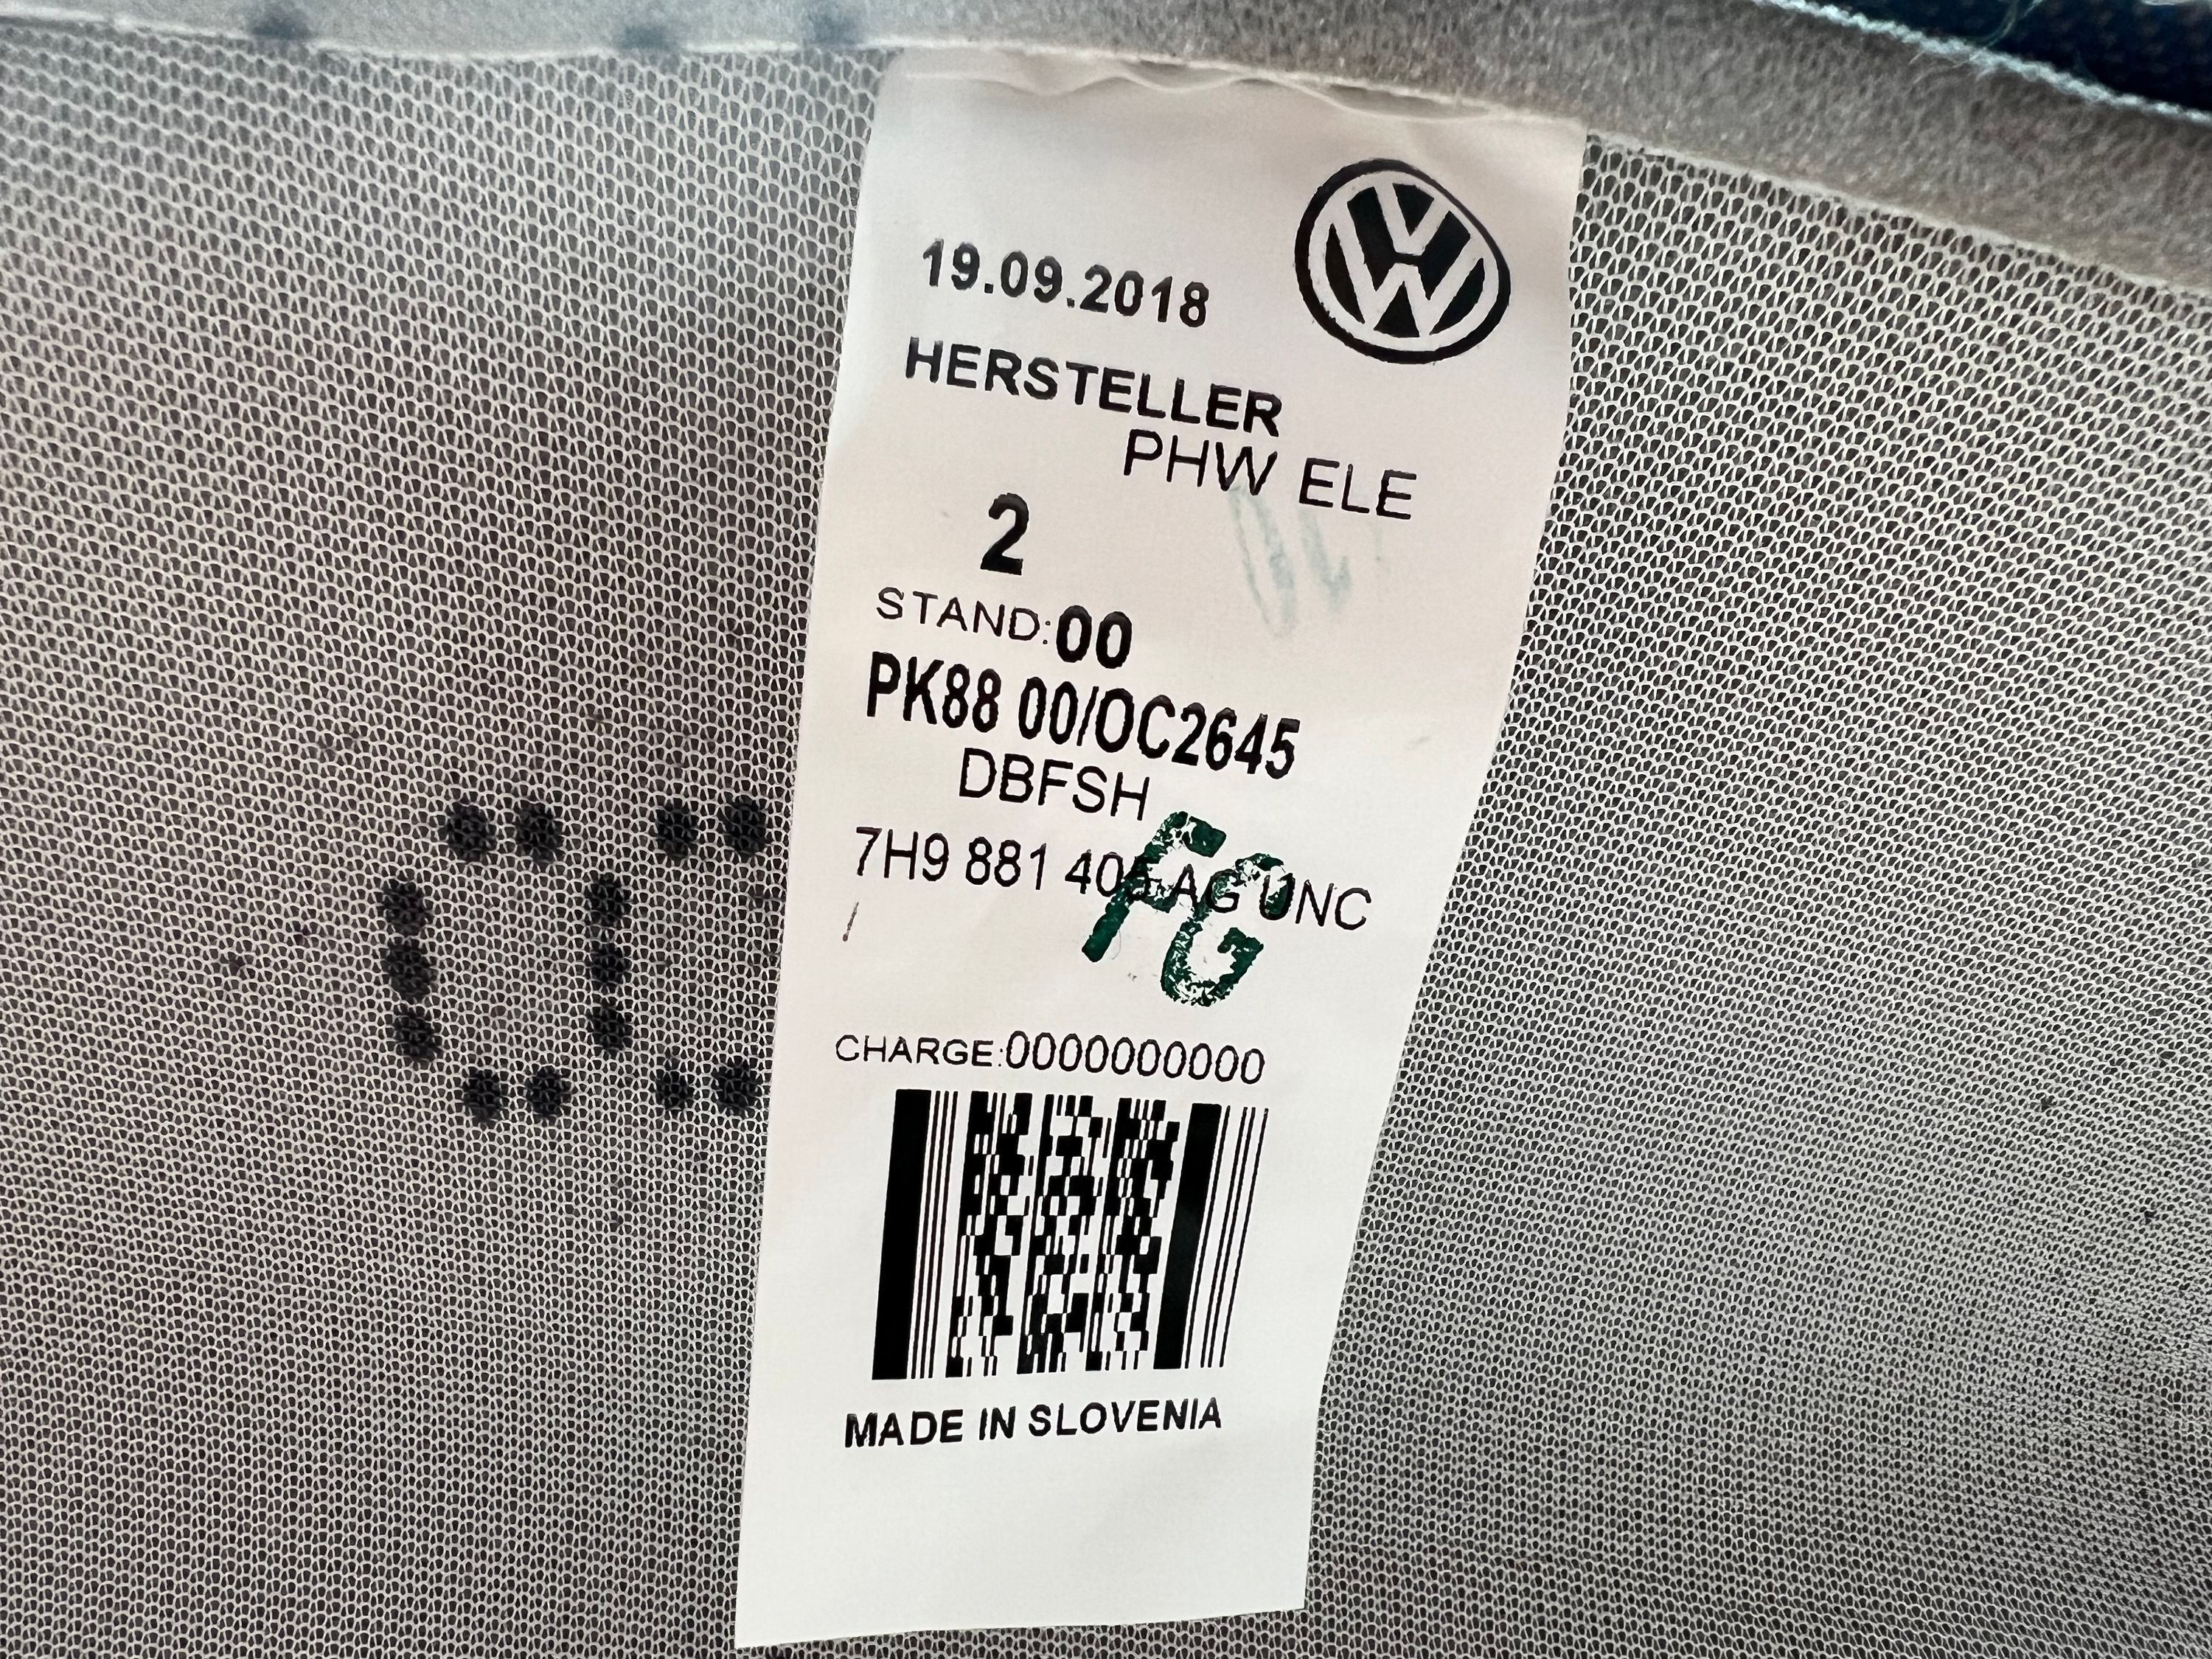 19.09.2018
HERSTELLER
PHW ELE
2
STAND:00
PK88 00/OC2645
DBFSH
7H9 881 405 AG UNC
FG
CHARGE:0000000000
MADE IN SLOVENIA